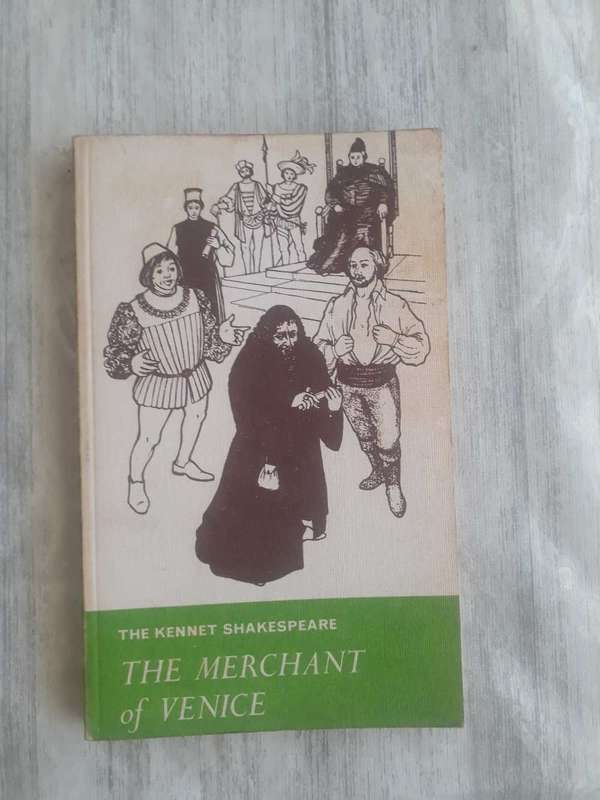 THE KENNET SHAKESPEARE
THE MERCHANT
of VENICE